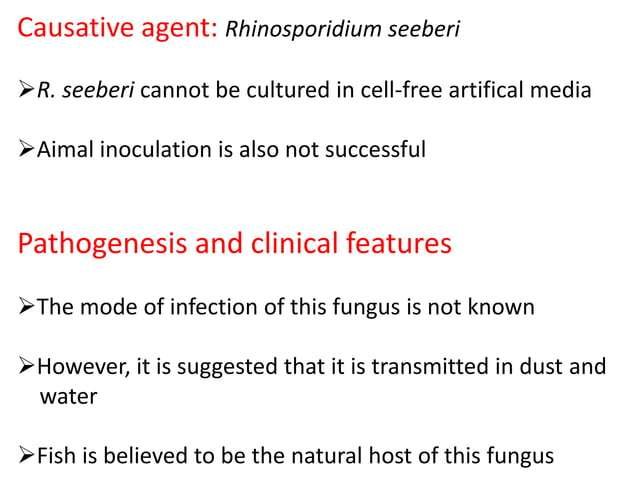 Causative agent: Rhinosporidium seeberi
➢R. seeberi cannot be cultured in cell-free artifical media
➢Aimal inoculation is also not successful
Pathogenesis and clinical features
➢The mode of infection of this fungus is not known
➢However, it is suggested that it is transmitted in dust and
water
➢Fish is believed to be the natural host of this fungus